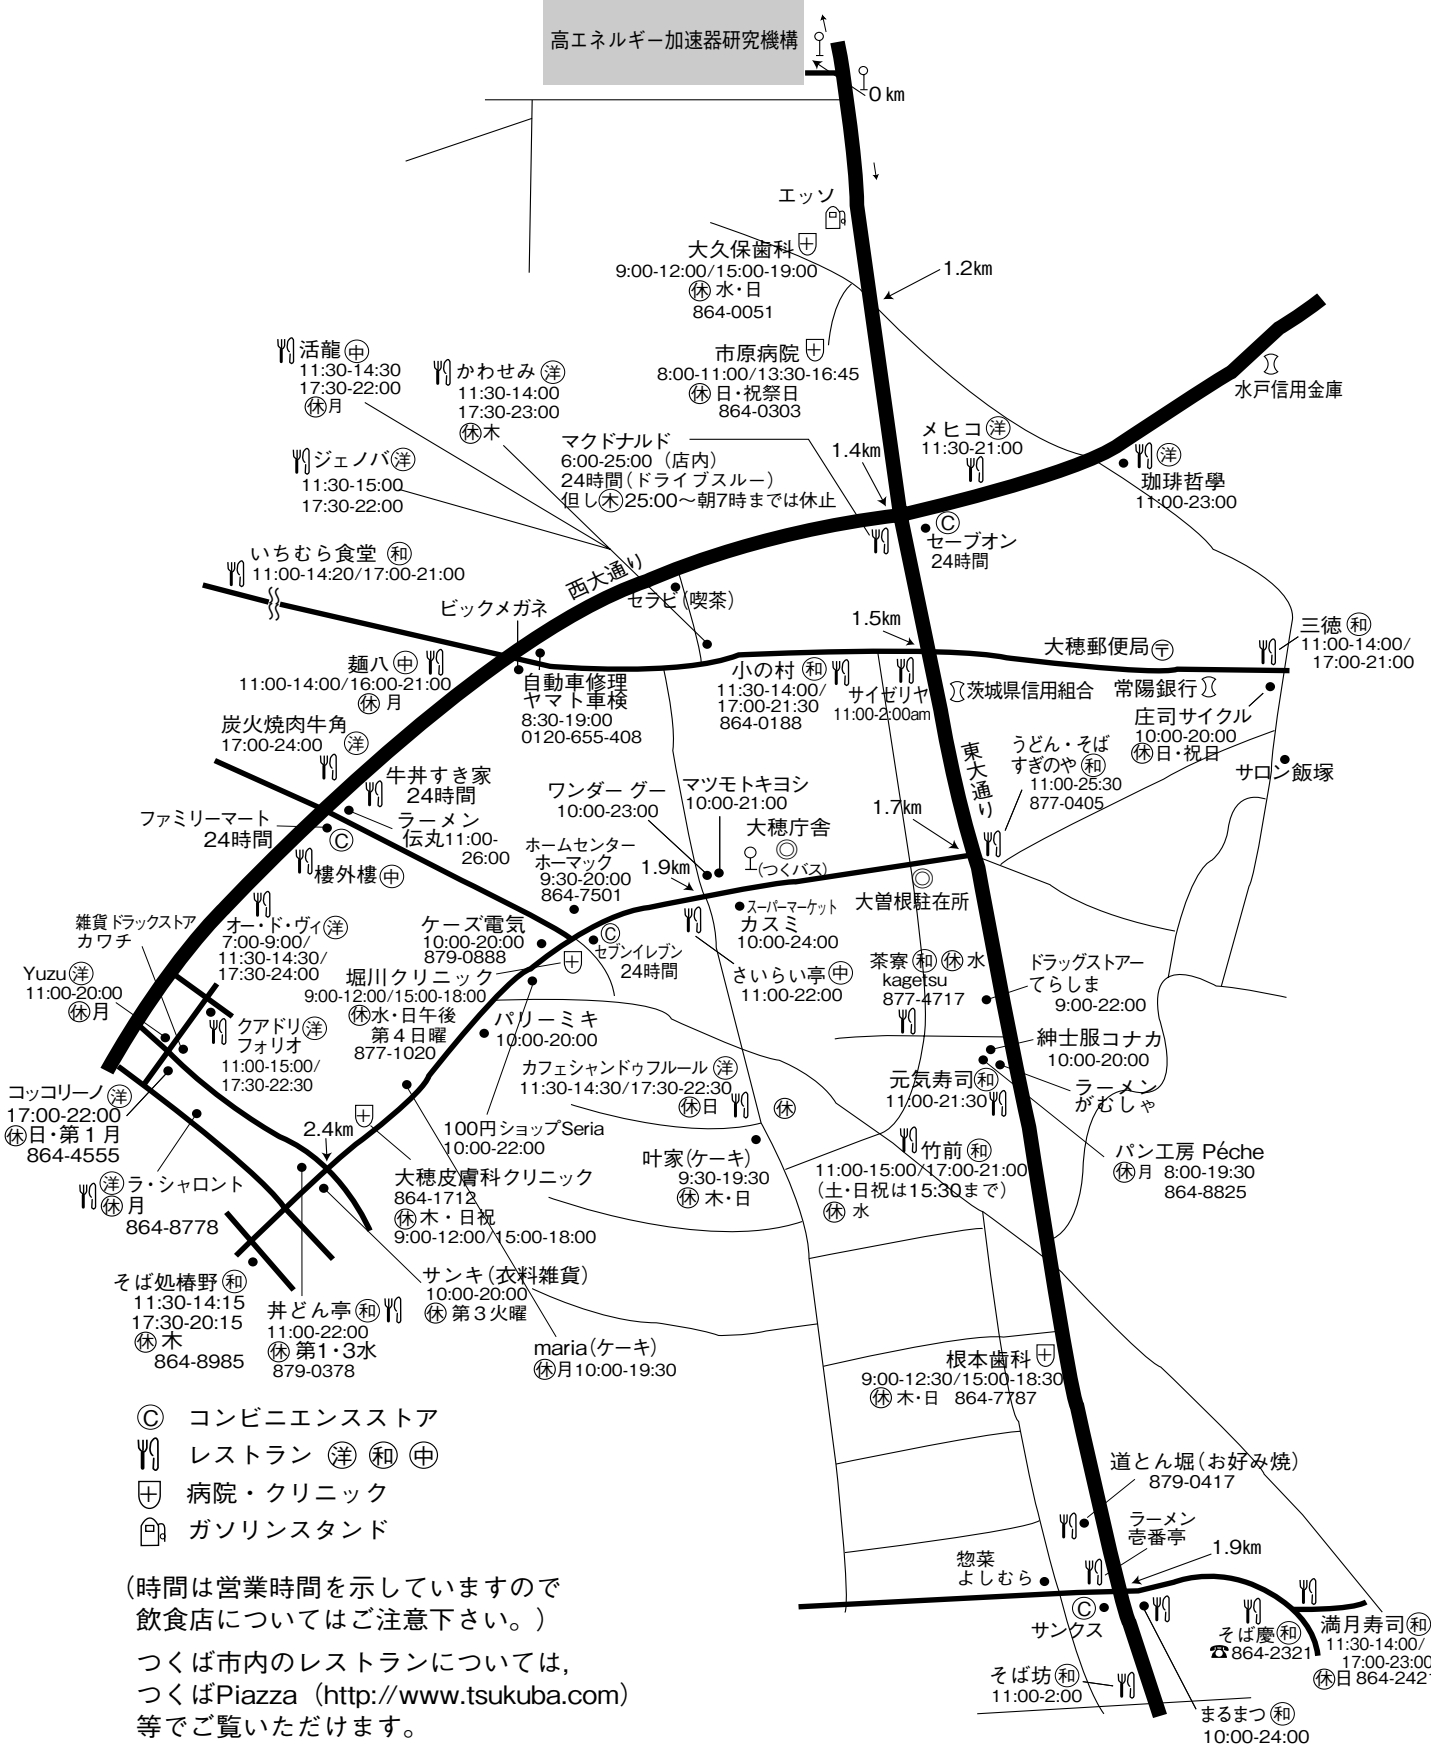 高エネルギー加速器研究機構
0 km
エッソ
大久保歯科
9:00-12:00/15:00-19:00
㊡ 水・日
864-0051
1.2km
市原病院
8:00-11:00/13:30-16:45
㊡ 日・祝祭日
864-0303
水戸信用金庫
活龍 ㊥
11:30-14:30
17:30-22:00
㊡月
かわせみ 洋
11:30-14:00
17:30-23:00
㊡木
ジェノバ 洋
11:30-15:00
17:30-22:00
マクドナルド
6:00-25:00（店内）
24時間（ドライブスルー）
但し㊍25:00～朝7時までは休止
1.4km
メヒコ 洋
11:30-21:00
洋
珈琲哲學
11:00-23:00
Ⓒ
セーブオン
24時間
いちむら食堂 和
11:00-14:20/17:00-21:00
西大通り
ビックメガネ
セラビ（喫茶）
1.5km
大穂郵便局〶
三徳 和
11:00-14:00/
17:00-21:00
麺八 ㊥
11:00-14:00/16:00-21:00
㊡ 月
自動車修理
ヤマト車検
8:30-19:00
0120-655-408
小の村 和
11:30-14:00/
17:00-21:30
864-0188
サイゼリヤ
11:00-2:00am
茨城県信用組合
常陽銀行
庄司サイクル
10:00-20:00
㊡日・祝日
サロン飯塚
炭火焼肉牛角
17:00-24:00 洋
牛丼すき家
24時間
ファミリーマート
24時間
Ⓒ
ラーメン
伝丸11:00-
26:00
樓外樓㊥
東大通り
うどん・そば
すぎのや 和
11:00-25:30
877-0405
1.7km
ワンダー グー
10:00-23:00
マツモトキヨシ
10:00-21:00
大穂庁舎
◎
（つくバス）
ホームセンター
ホーマック
9:30-20:00
864-7501
1.9km
◎
大曽根駐在所
スーパーマーケット
カスミ
10:00-24:00
雑貨 ドラックストア
カワチ
オー・ド・ヴィ 洋
7:00-9:00/
11:30-14:30/
17:30-24:00
ケーズ電気
10:00-20:00
879-0888
Ⓒ
セブンイレブン
24時間
さいらい亭㊥
11:00-22:00
茶寮 和 ㊡ 水
kagetsu
877-4717
ドラッグストアー
てらしま
9:00-22:00
Yuzu 洋
11:00-20:00
㊡月
堀川クリニック
9:00-12:00/15:00-18:00
㊡水・日午後
第４日曜
877-1020
クアドリ 洋
フォリオ
11:00-15:00/
17:30-22:30
パリーミキ
10:00-20:00
紳士服コナカ
10:00-20:00
カフェシャンドゥフルール 洋
11:30-14:30/17:30-22:30
㊡日
㊡
元気寿司 和
11:00-21:30
ラーメン
がむしゃ
コッコリーノ 洋
17:00-22:00
㊡日・第１月
864-4555
2.4km
100円ショップSeria
10:00-22:00
叶家（ケーキ）
9:30-19:30
㊡ 木・日
竹前 和
11:00-15:00/17:00-21:00
（土・日祝は15:30まで）
㊡ 水
パン工房 Péche
㊡月 8:00-19:30
864-8825
洋 ラ・シャロント
㊡ 月
864-8778
大穂皮膚科クリニック
864-1712
㊡木・日祝
9:00-12:00/15:00-18:00
そば処椿野 和
11:30-14:15
17:30-20:15
㊡ 木
864-8985
丼どん亭 和
11:00-22:00
㊡ 第1・3水
879-0378
サンキ（衣料雑貨）
10:00-20:00
㊡ 第３火曜
maria（ケーキ）
㊡月10:00-19:30
根本歯科
9:00-12:30/15:00-18:30
㊡ 木・日 864-7787
Ⓒ コンビニエンスストア
レストラン 洋 和 ㊥
病院・クリニック
ガソリンスタンド
道とん堀（お好み焼）
879-0417
ラーメン
壱番亭
1.9km
惣菜
よしむら
Ⓒ
サンクス
そば慶 和
☎864-2321
満月寿司 和
11:30-14:00/
17:00-23:00
㊡日 864-242
そば坊 和
11:00-2:00
まるまつ 和
10:00-24:00
（時間は営業時間を示していますので
飲食店についてはご注意下さい。）
つくば市内のレストランについては，
つくばPiazza（http://www.tsukuba.com）
等でご覧いただけます。